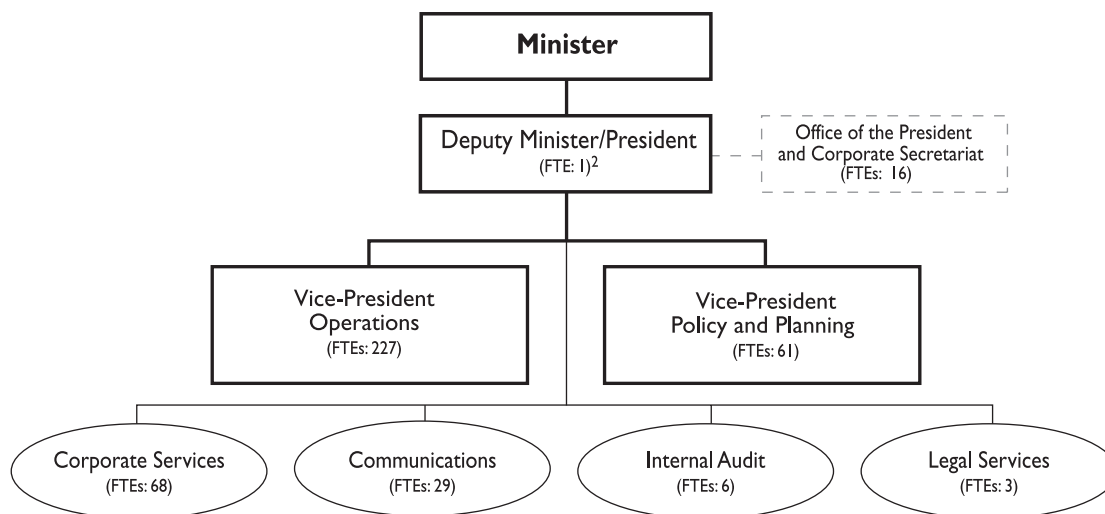 Minister
Deputy Minister/President
(FTE: 1)²
Office of the President
and Corporate Secretariat
(FTEs: 16)
Vice-President
Operations
(FTEs: 227)
Vice-President
Policy and Planning
(FTEs: 61)
Corporate Services
(FTEs: 68)
Communications
(FTEs: 29)
Internal Audit
(FTEs: 6)
Legal Services
(FTEs: 3)